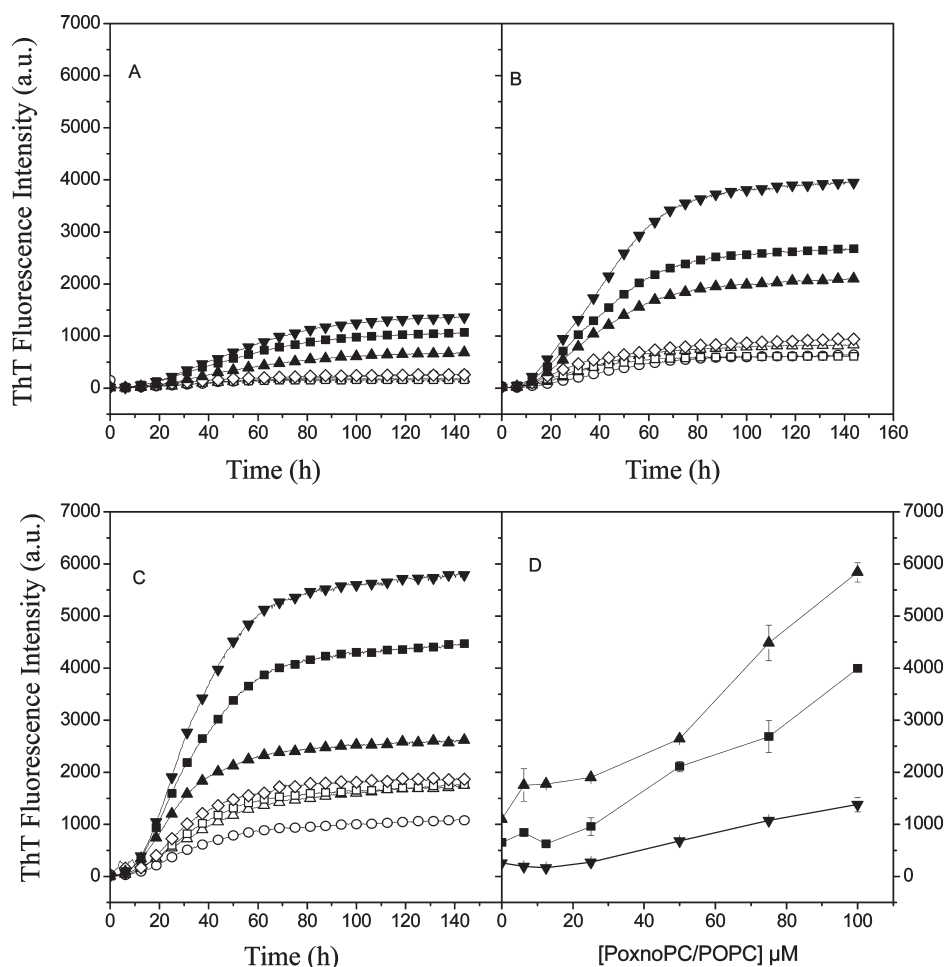 ThT Fluorescence Intensity (a.u.)
7000
6000
5000
4000
3000
2000
1000
0
A
0 20 40 60 80 100 120 140
Time (h)
B
0 20 40 60 80 100 120 140 160
Time (h)
ThT Fluorescence Intensity (a.u.)
7000
6000
5000
4000
3000
2000
1000
0
C
0 20 40 60 80 100 120 140
Time (h)
D
7000
6000
5000
4000
3000
2000
1000
0
0 20 40 60 80 100
[PoxnoPC/POPC] µM